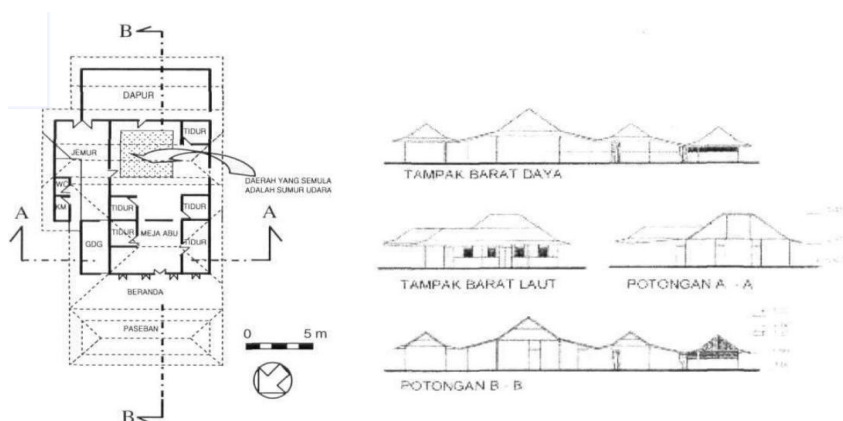 B
DAPUR
TIDUR
JEMUR
DAERAH YANG SEMULA
ADALAH SUMUR UDARA
WC
KM
TIDUR
TIDUR
A
A
TIDUR
MEJA ABU
TIDUR
GDG
BERANDA
PASEBAN
0 5 m
B
TAMPAK BARAT DAYA
TAMPAK BARAT LAUT
POTONGAN A - A
POTONGAN B - B